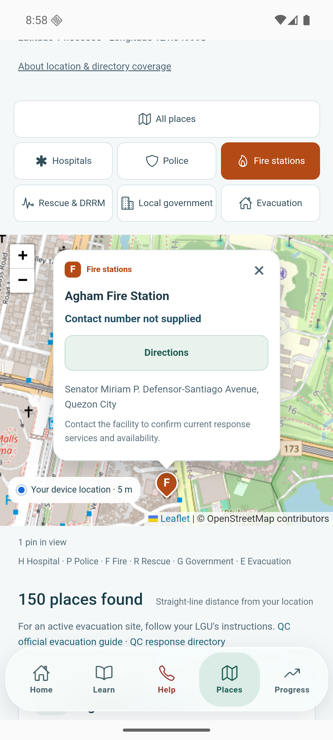 8:58
About location & directory coverage
All places
Hospitals
Police
Fire stations
Rescue & DRRM
Local government
Evacuation
+
−
F Fire stations
Agham Fire Station
Contact number not supplied
Directions
Senator Miriam P. Defensor-Santiago Avenue,
Quezon City
Contact the facility to confirm current response
services and availability.
173
Malls
F
Your device location · 5 m
Leaflet | © OpenStreetMap contributors
1 pin in view
H Hospital · P Police · F Fire · R Rescue · G Government · E Evacuation
150 places found Straight-line distance from your location
For an active evacuation site, follow your LGU's instructions. QC
official evacuation guide · QC response directory
Home
Learn
Help
Places
Progress